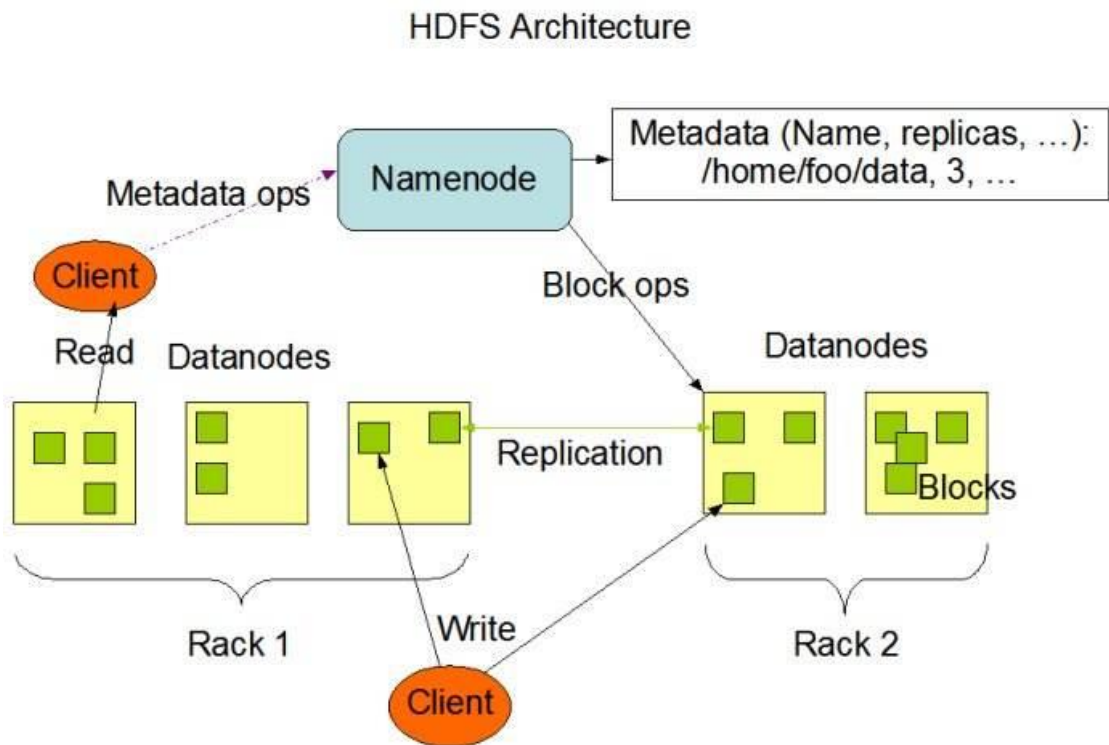 HDFS Architecture
Metadata (Name, replicas, …):
/home/foo/data, 3, …
Namenode
Metadata ops
Client
Block ops
Read
Datanodes
Datanodes
Replication
Blocks
Rack 1
Write
Rack 2
Client